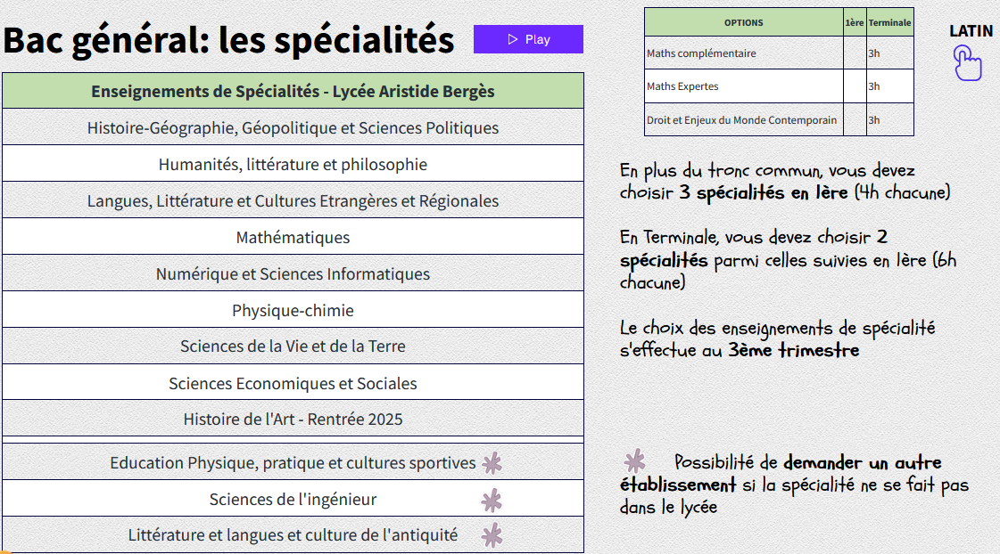 Bac général: les spécialités
Play
Enseignements de Spécialités - Lycée Aristide Bergès
Histoire-Géographie, Géopolitique et Sciences Politiques
Humanités, littérature et philosophie
Langues, Littérature et Cultures Etrangères et Régionales
Mathématiques
Numérique et Sciences Informatiques
Physique-chimie
Sciences de la Vie et de la Terre
Sciences Economiques et Sociales
Histoire de l'Art - Rentrée 2025
Education Physique, pratique et cultures sportives
Sciences de l'ingénieur
Littérature et langues et culture de l'antiquité
OPTIONS 1ère Terminale
Maths complémentaire 3h
Maths Expertes 3h
Droit et Enjeux du Monde Contemporain 3h
LATIN
En plus du tronc commun, vous devez
choisir 3 spécialités en 1ère (4h chacune)
En Terminale, vous devez choisir 2
spécialités parmi celles suivies en 1ère (6h
chacune)
Le choix des enseignements de spécialité
s'effectue au 3ème trimestre
Possibilité de demander un autre
établissement si la spécialité ne se fait pas
dans le lycée